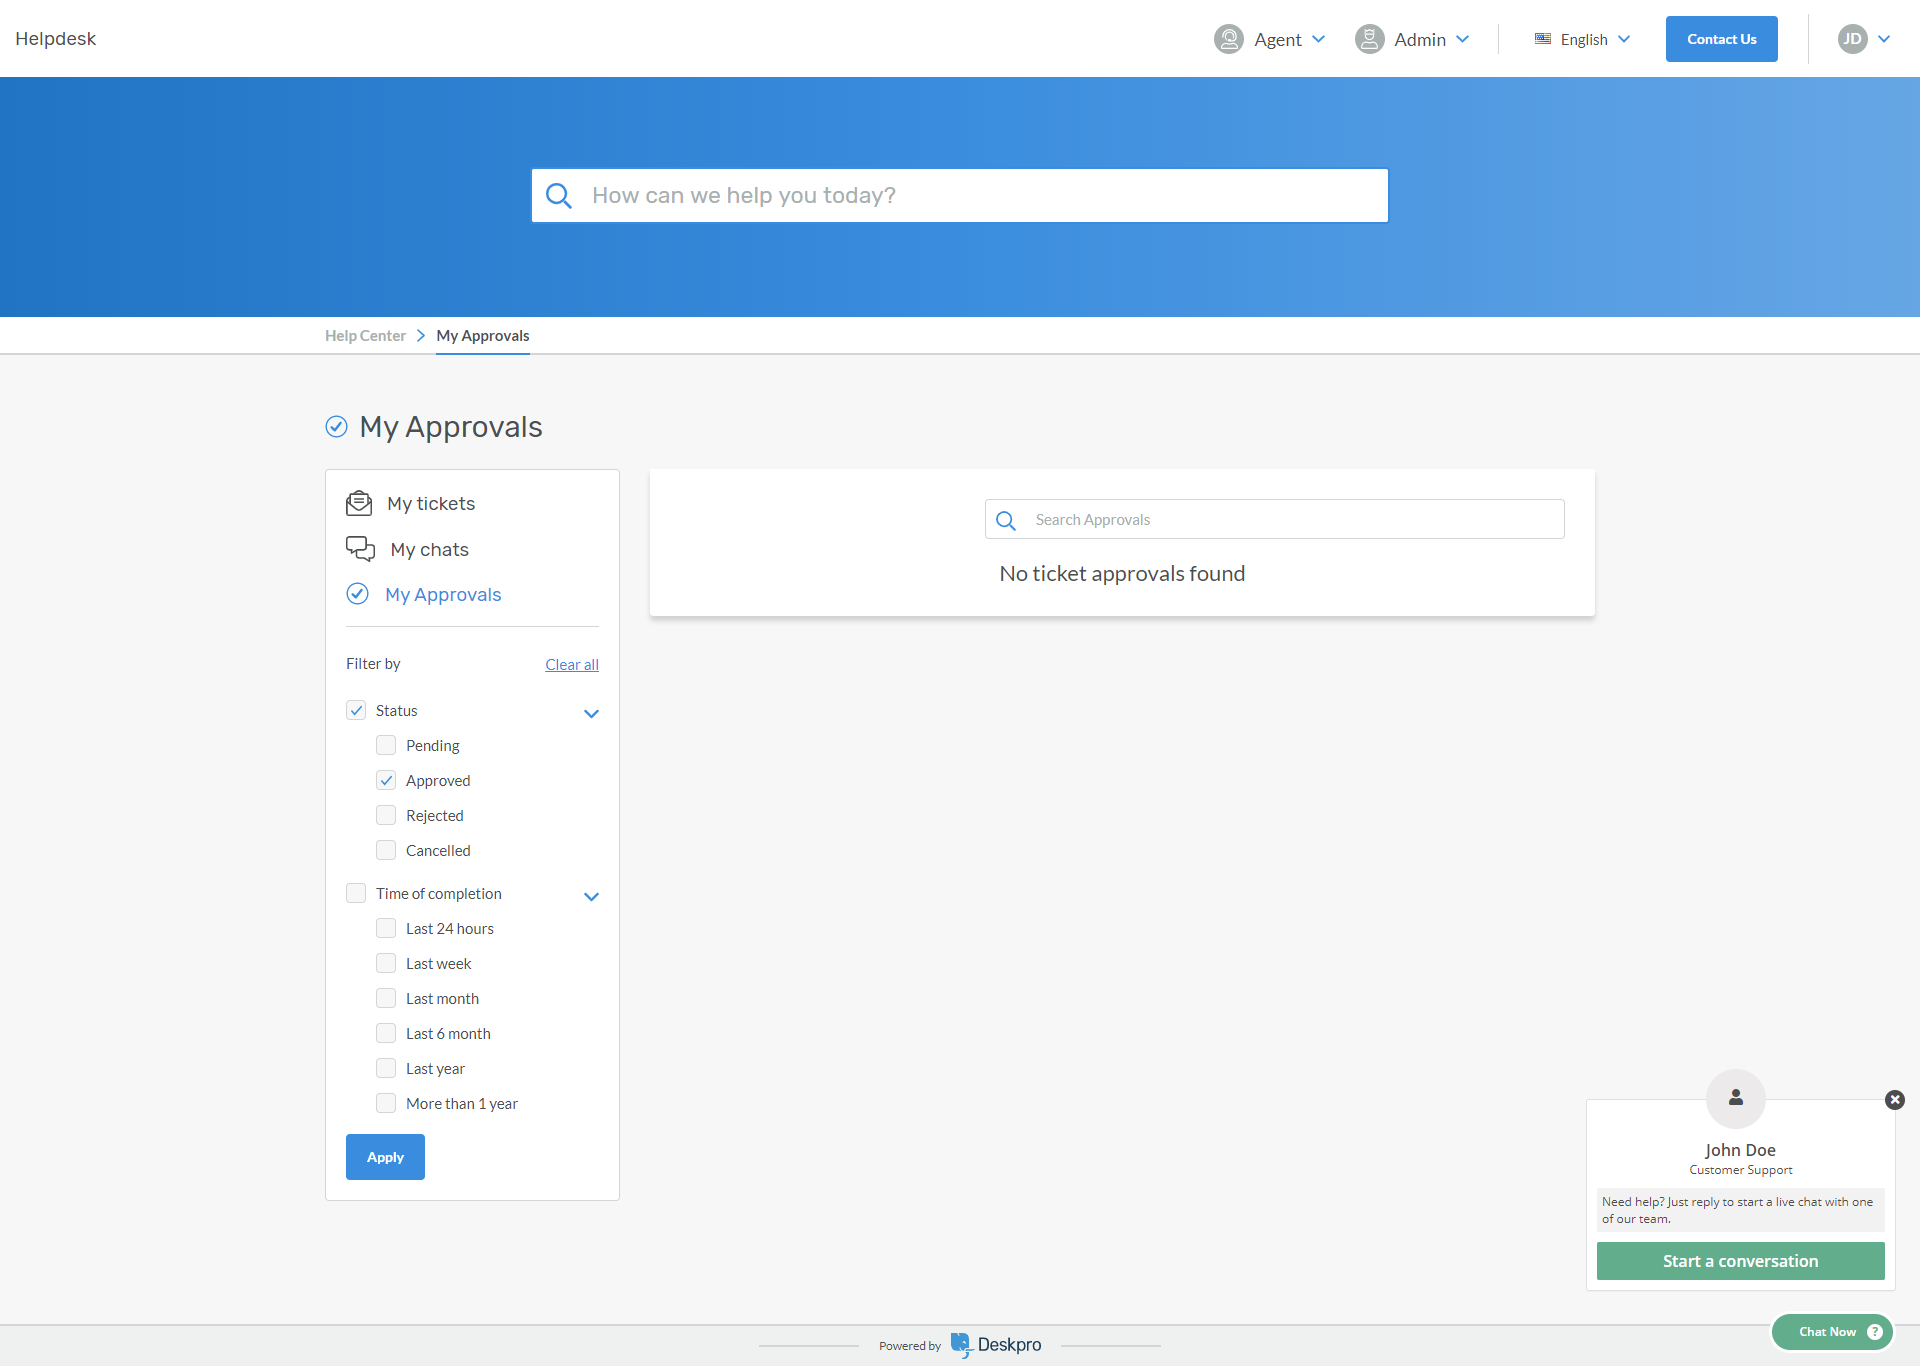 Helpdesk
Agent
Admin
English
Contact Us
JD
How can we help you today?
Help Center
My Approvals
My Approvals
My tickets
My chats
My Approvals
Filter by
Clear all
Status
Pending
Approved
Rejected
Cancelled
Time of completion
Last 24 hours
Last week
Last month
Last 6 month
Last year
More than 1 year
Apply
Search Approvals
No ticket approvals found
John Doe
Customer Support
Need help? Just reply to start a live chat with one
of our team.
Start a conversation
Powered by Deskpro
Chat Now ?